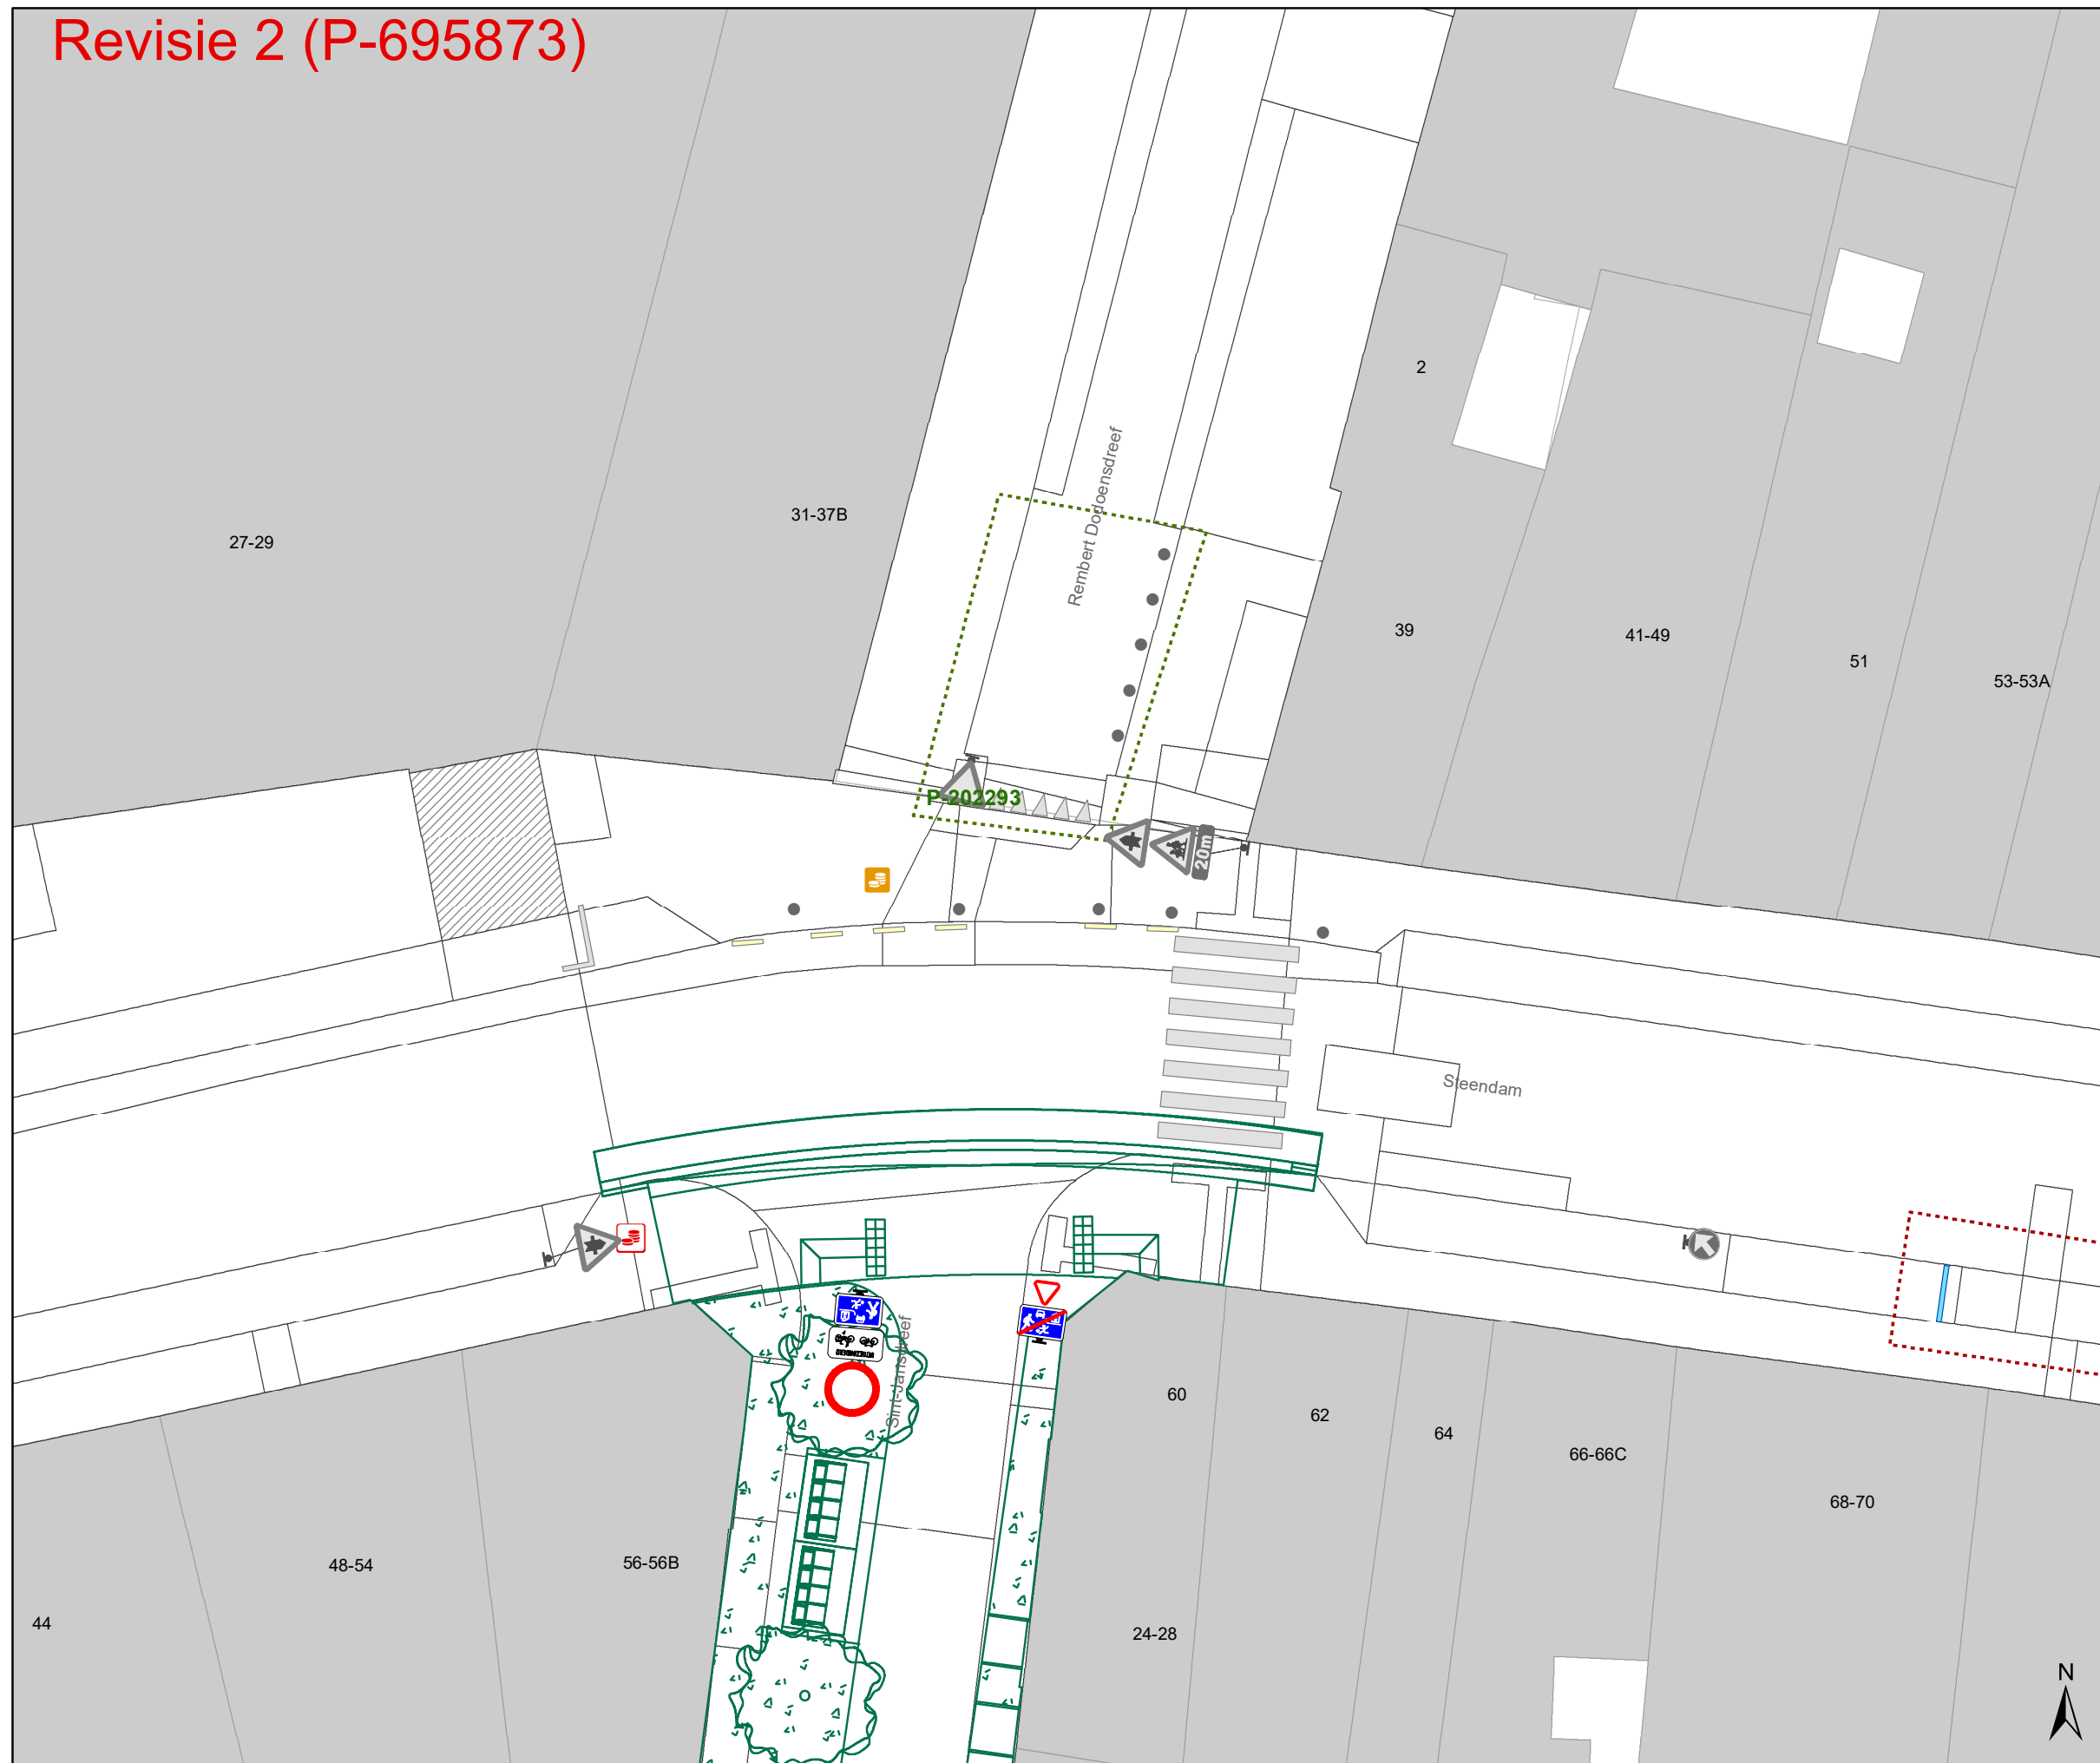 Revisie 2 (P-695873)
2
Rembert Dodoensdreef
31-37B
27-29
39
41-49
51
53-53A
P-202293
20m
Steendam
Sint-Jansdreef
60
62
64
66-66C
68-70
48-54
56-56B
44
24-28
N